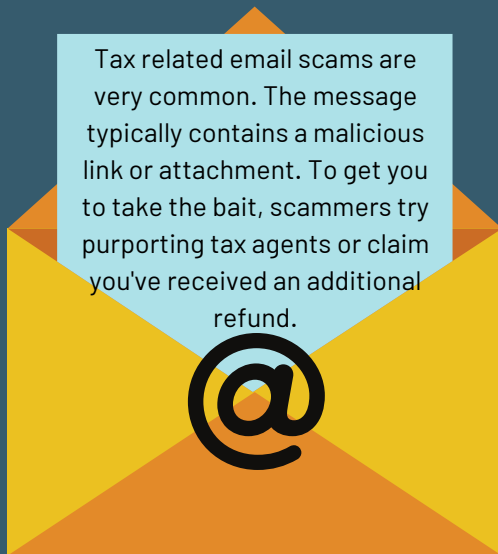 Tax related email scams are
very common. The message
typically contains a malicious
link or attachment. To get you
to take the bait, scammers try
purporting tax agents or claim
you've received an additional
refund.
@